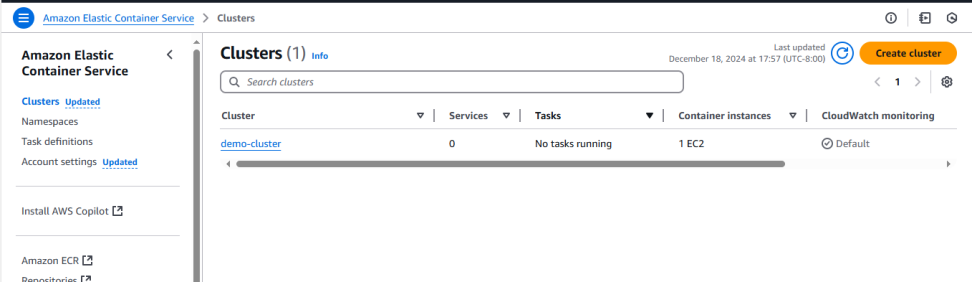 Amazon Elastic Container Service > Clusters
Amazon Elastic
Container Service
Clusters Updated
Namespaces
Task definitions
Account settings Updated
Install AWS Copilot
Amazon ECR
Repositories
Clusters (1) Info
Last updated
December 18, 2024 at 17:57 (UTC-8:00)
Create cluster
Search clusters
1
Cluster Services Tasks Container instances CloudWatch monitoring
demo-cluster 0 No tasks running 1 EC2 Default